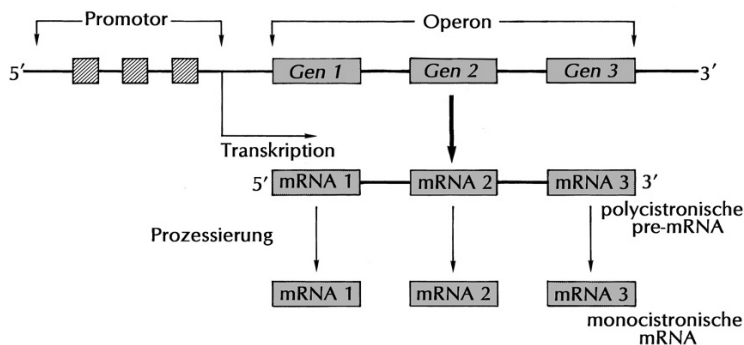 Promotor
Operon
5′
Gen 1
Gen 2
Gen 3
3′
Transkription
5′
mRNA 1
mRNA 2
mRNA 3
3′
polycistronische
pre-mRNA
Prozessierung
mRNA 1
mRNA 2
mRNA 3
monocistronische
mRNA